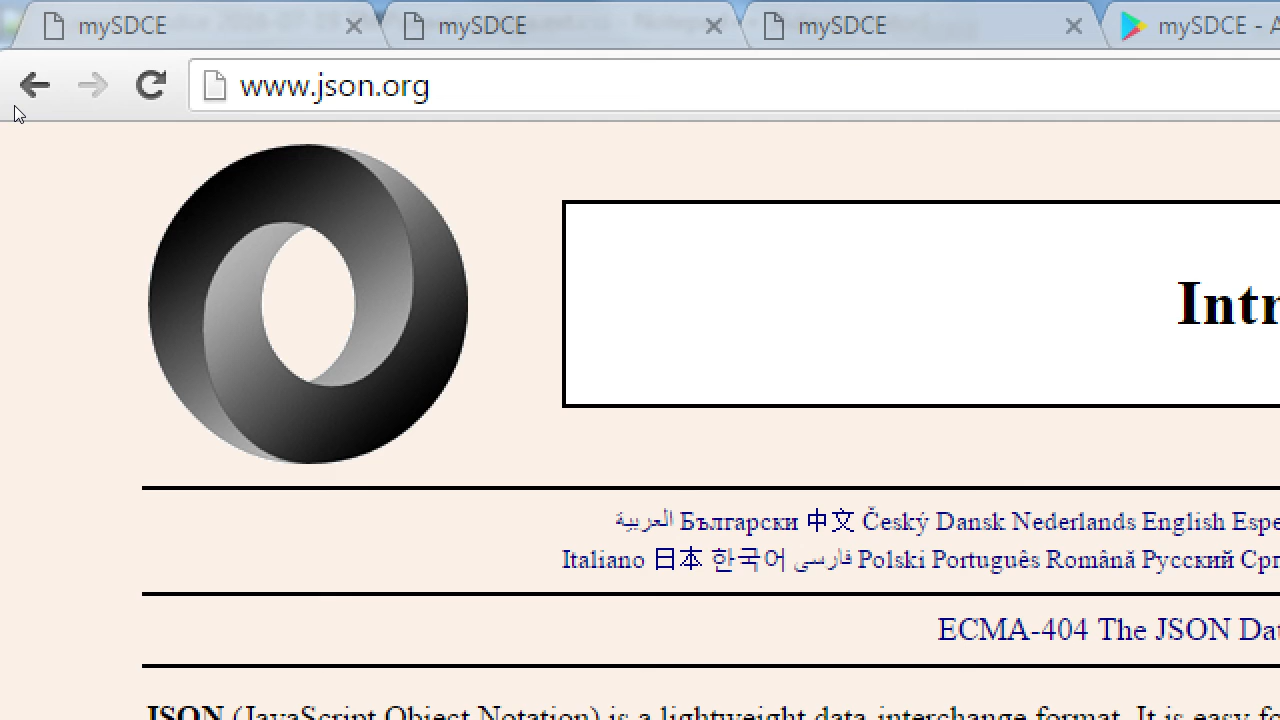 mySDCE mySDCE mySDCE mySDCE - A
www.json.org
Intr
العربية Български 中文 Český Dansk Nederlands English Espe
Italiano 日本 한국어 فارسی Polski Português Română Русский Срп
ECMA-404 The JSON Dat
JSON (JavaScript Object Notation) is a lightweight data-interchange format. It is easy fo